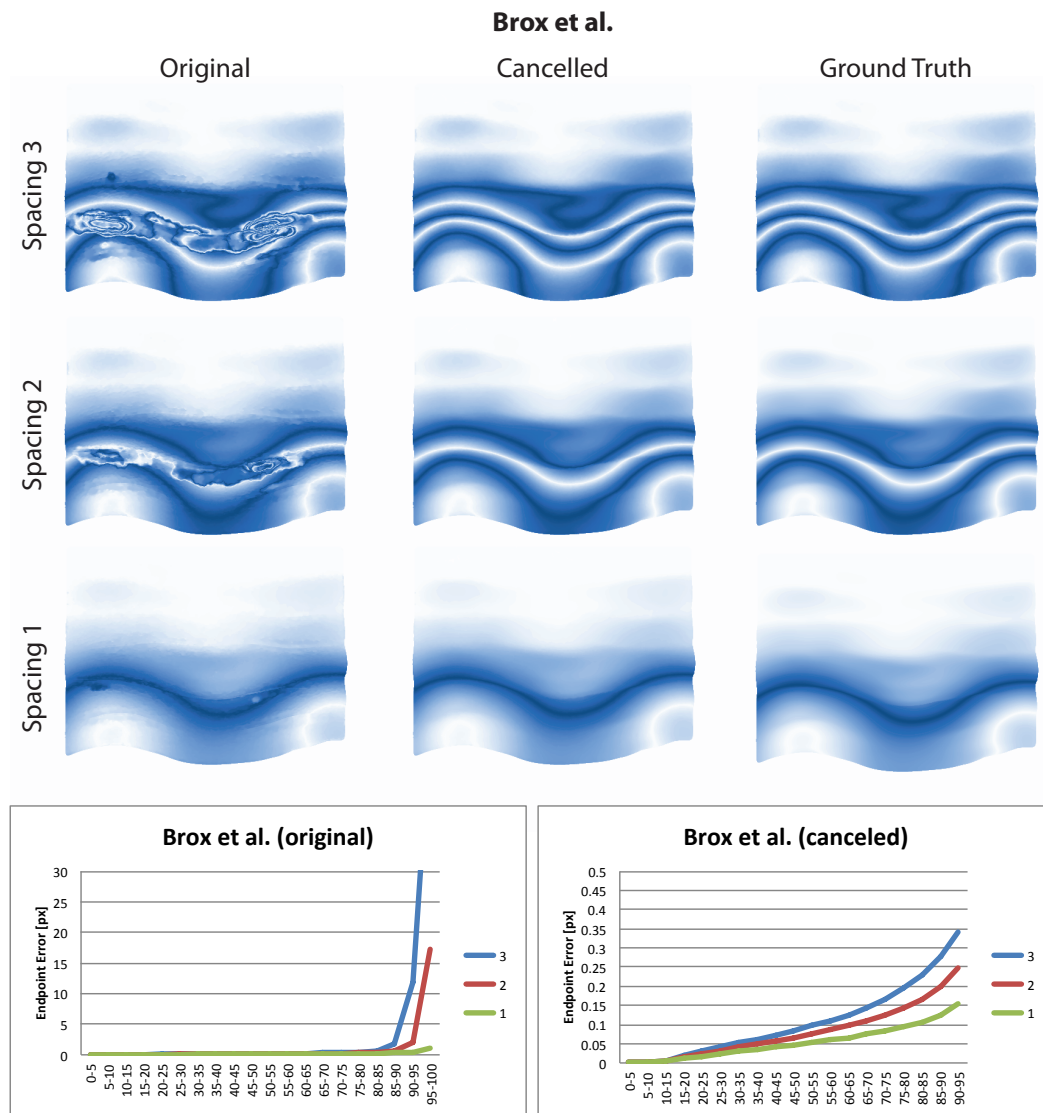 Brox et al.
Original Cancelled Ground Truth
Spacing 3
Spacing 2
Spacing 1
Brox et al. (original)
Endpoint Error [px]
30
25
20
15
10
5
0
0-5 5-10 10-15 15-20 20-25 25-30 30-35 35-40 40-45 45-50 50-55 55-60 60-65 65-70 70-75 75-80 80-85 85-90 90-95 95-100
3
2
1
Brox et al. (canceled)
Endpoint Error [px]
0.5
0.45
0.4
0.35
0.3
0.25
0.2
0.15
0.1
0.05
0
0-5 5-10 10-15 15-20 20-25 25-30 30-35 35-40 40-45 45-50 50-55 55-60 60-65 65-70 70-75 75-80 80-85 85-90 90-95
3
2
1